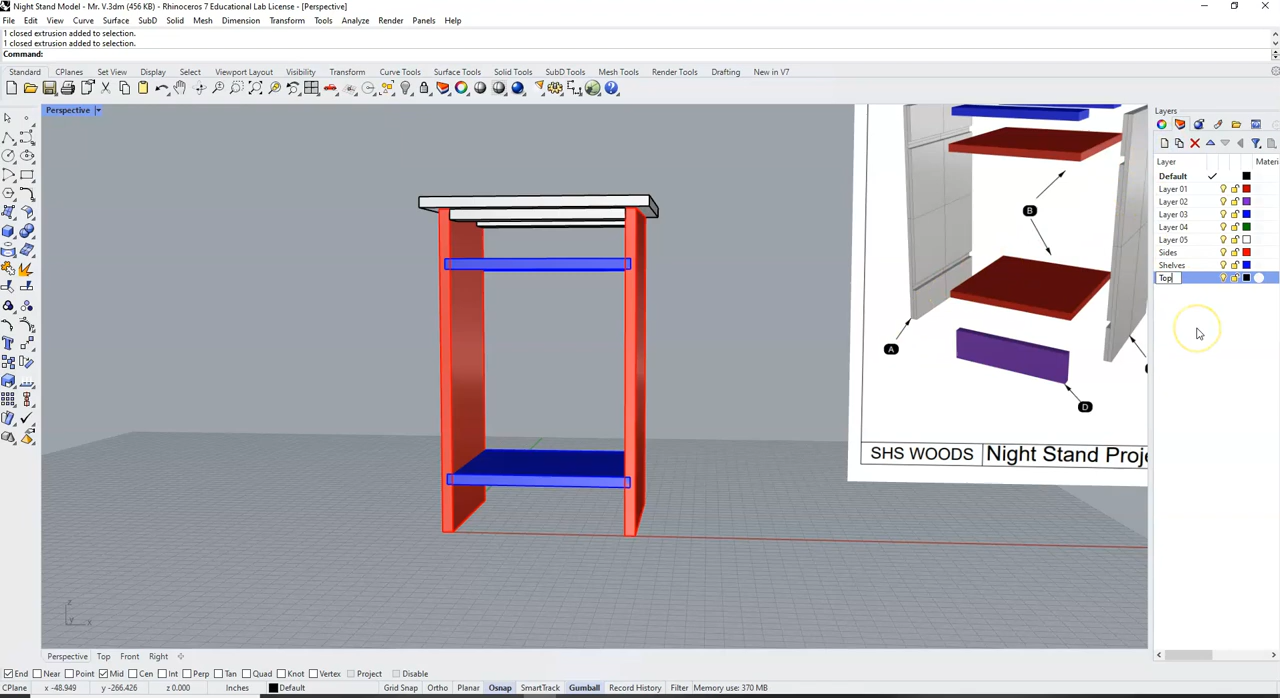 Night Stand Model - Mr. V.3dm (456 KB) - Rhinoceros 7 Educational Lab License - [Perspective]
File Edit View Curve Surface SubD Solid Mesh Dimension Transform Tools Analyze Render Panels Help
1 closed extrusion added to selection.
1 closed extrusion added to selection.
Command:
Standard CPlanes Set View Display Select Viewport Layout Visibility Transform Curve Tools Surface Tools Solid Tools SubD Tools Mesh Tools Render Tools Drafting New in V7
Perspective
Layers
Layer Materi
Default
Layer 01
Layer 02
Layer 03
Layer 04
Layer 05
Sides
Shelves
Top
B
A
D
SHS WOODS Night Stand Proje
z
y x
Perspective Top Front Right
End Near Point Mid Cen Int Perp Tan Quad Knot Vertex Project Disable
CPlane x -48.949 y -266.426 z 0.000 Inches Default Grid Snap Ortho Planar Osnap SmartTrack Gumball Record History Filter Memory use: 370 MB